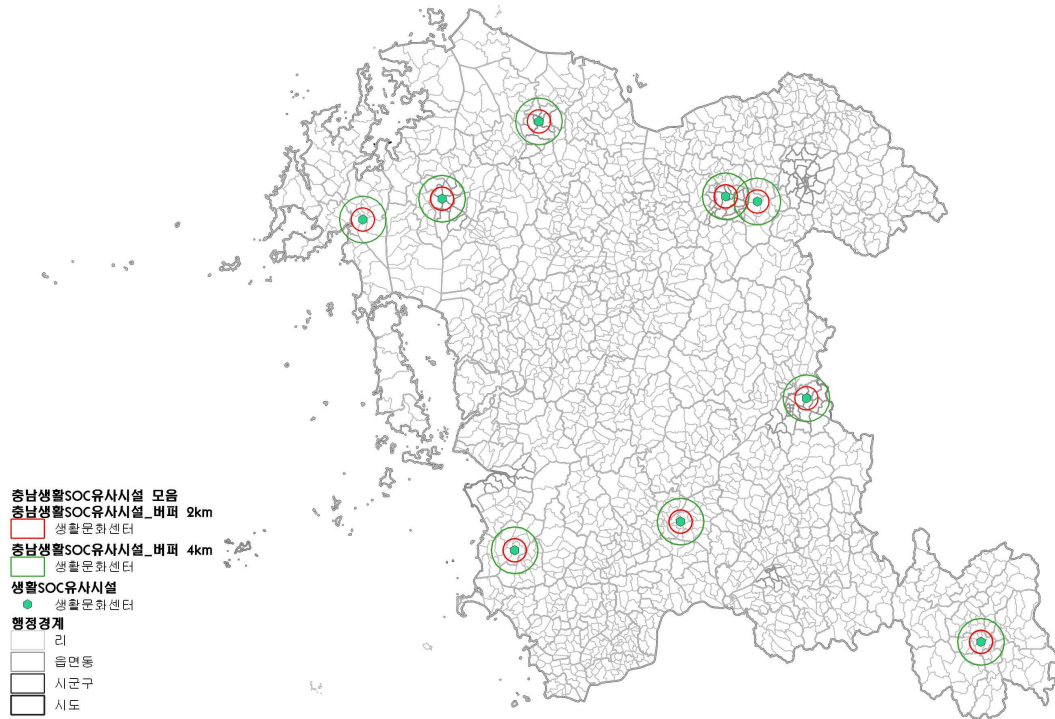 충남생활SOC유사시설 모음
충남생활SOC유사시설_버퍼 2km
생활문화센터
충남생활SOC유사시설_버퍼 4km
생활문화센터
생활SOC유사시설
생활문화센터
행정경계
리
읍면동
시군구
시도